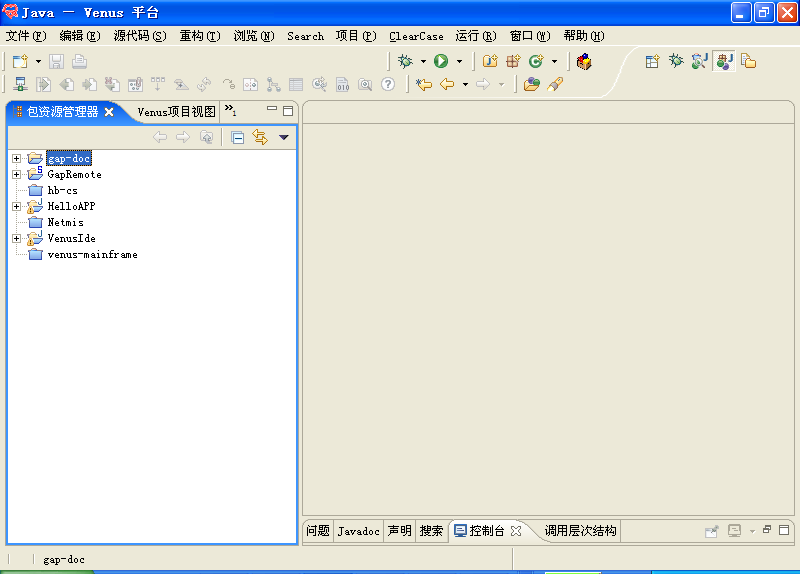 Java － Venus 平台
文件(F) 编辑(E) 源代码(S) 重构(T) 浏览(N) Search 项目(P) ClearCase 运行(R) 窗口(W) 帮助(H)
包资源管理器 Venus项目视图 »1
gap-doc
GapRemote
hb-cs
HelloAPP
Netmis
VenusIde
venus-mainframe
问题 Javadoc 声明 搜索 控制台 调用层次结构
gap-doc